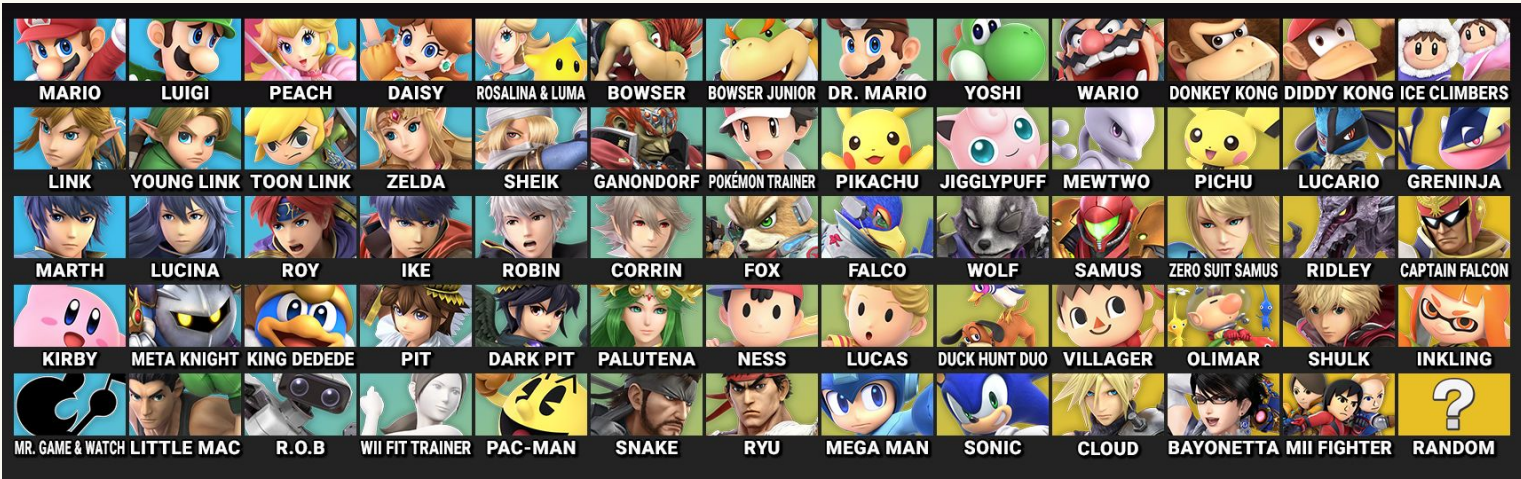 MARIO LUIGI PEACH DAISY ROSALINA & LUMA BOWSER BOWSER JUNIOR DR. MARIO YOSHI WARIO DONKEY KONG DIDDY KONG ICE CLIMBERS
LINK YOUNG LINK TOON LINK ZELDA SHEIK GANONDORF POKÉMON TRAINER PIKACHU JIGGLYPUFF MEWTWO PICHU LUCARIO GRENINJA
MARTH LUCINA ROY IKE ROBIN CORRIN FOX FALCO WOLF SAMUS ZERO SUIT SAMUS RIDLEY CAPTAIN FALCON
KIRBY META KNIGHT KING DEDEDE PIT DARK PIT PALUTENA NESS LUCAS DUCK HUNT DUO VILLAGER OLIMAR SHULK INKLING
?
MR. GAME & WATCH LITTLE MAC R.O.B WII FIT TRAINER PAC-MAN SNAKE RYU MEGA MAN SONIC CLOUD BAYONETTA MII FIGHTER RANDOM